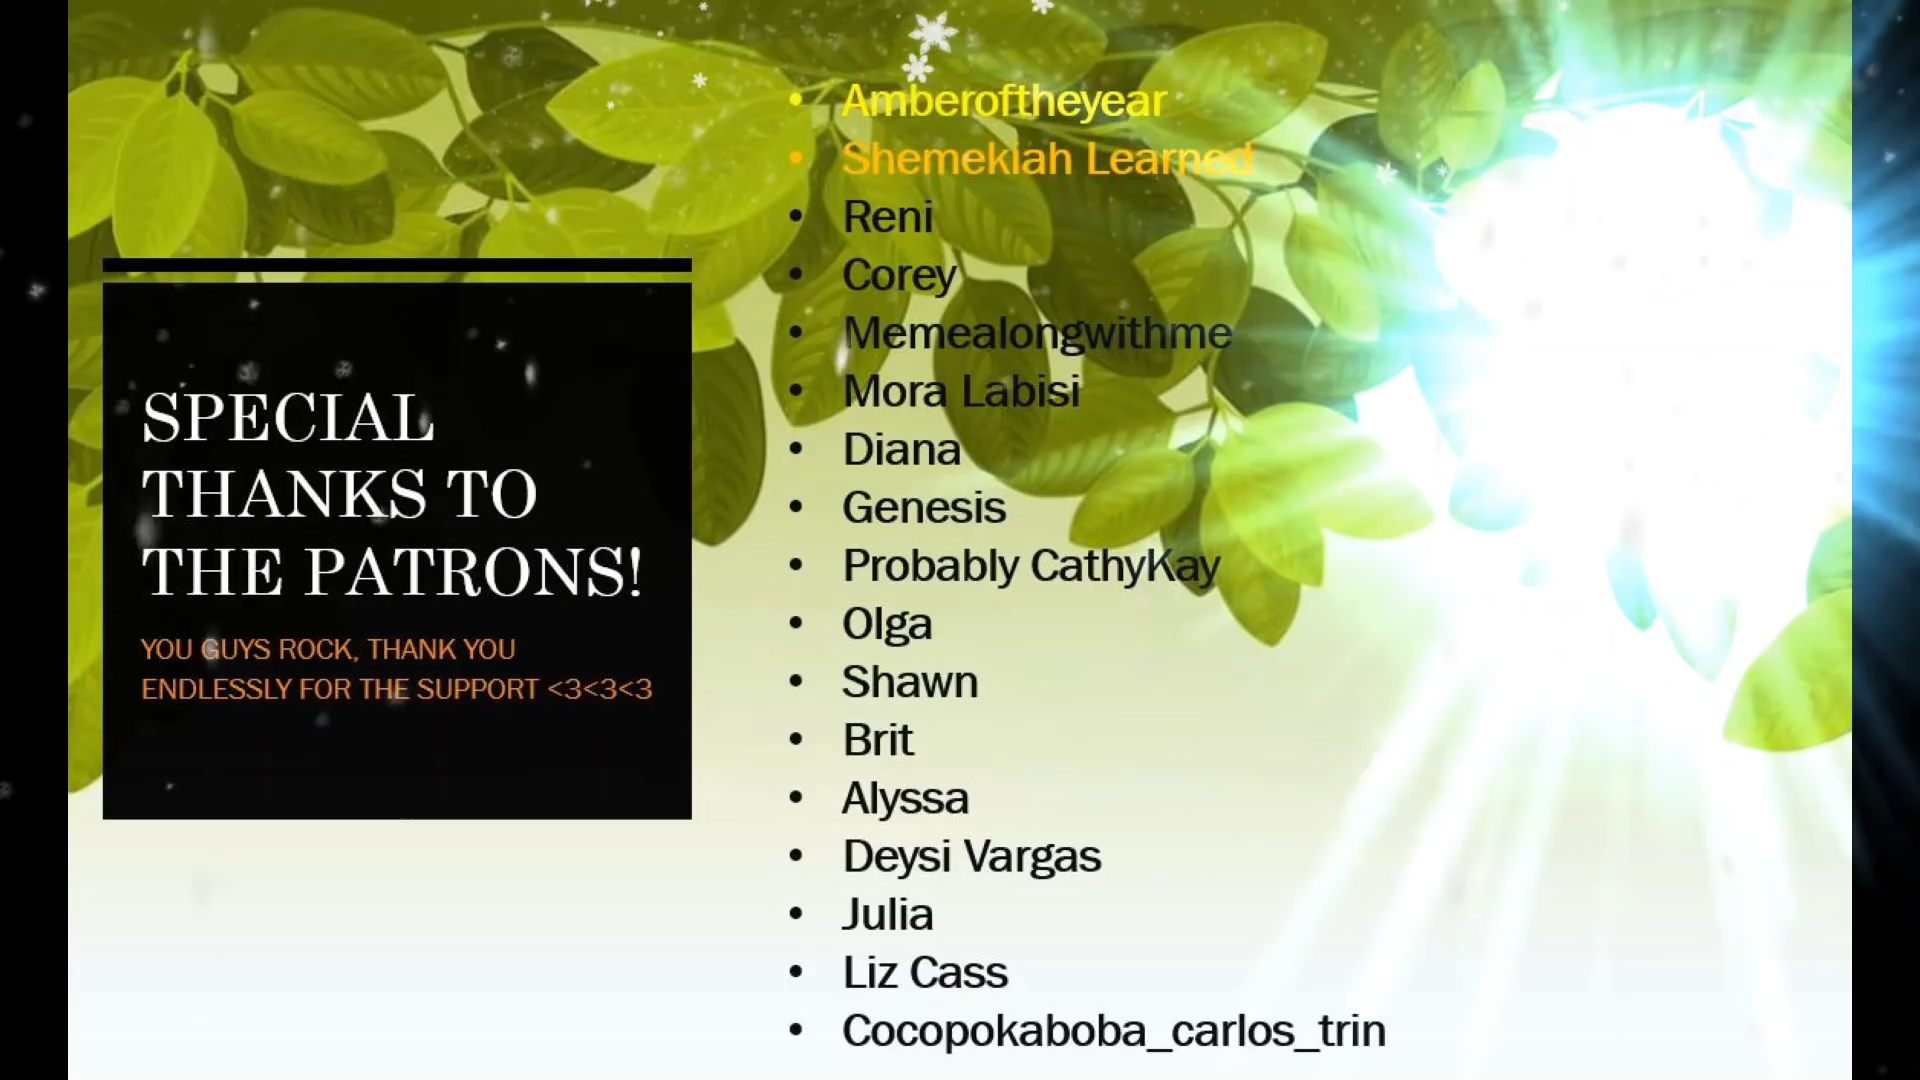 SPECIAL
THANKS TO
THE PATRONS!
YOU GUYS ROCK, THANK YOU
ENDLESSLY FOR THE SUPPORT <3<3<3
• Amberoftheyear
• Shemekiah Learned
• Reni
• Corey
• Memealongwithme
• Mora Labisi
• Diana
• Genesis
• Probably CathyKay
• Olga
• Shawn
• Brit
• Alyssa
• Deysi Vargas
• Julia
• Liz Cass
• Cocopokaboba_carlos_trin